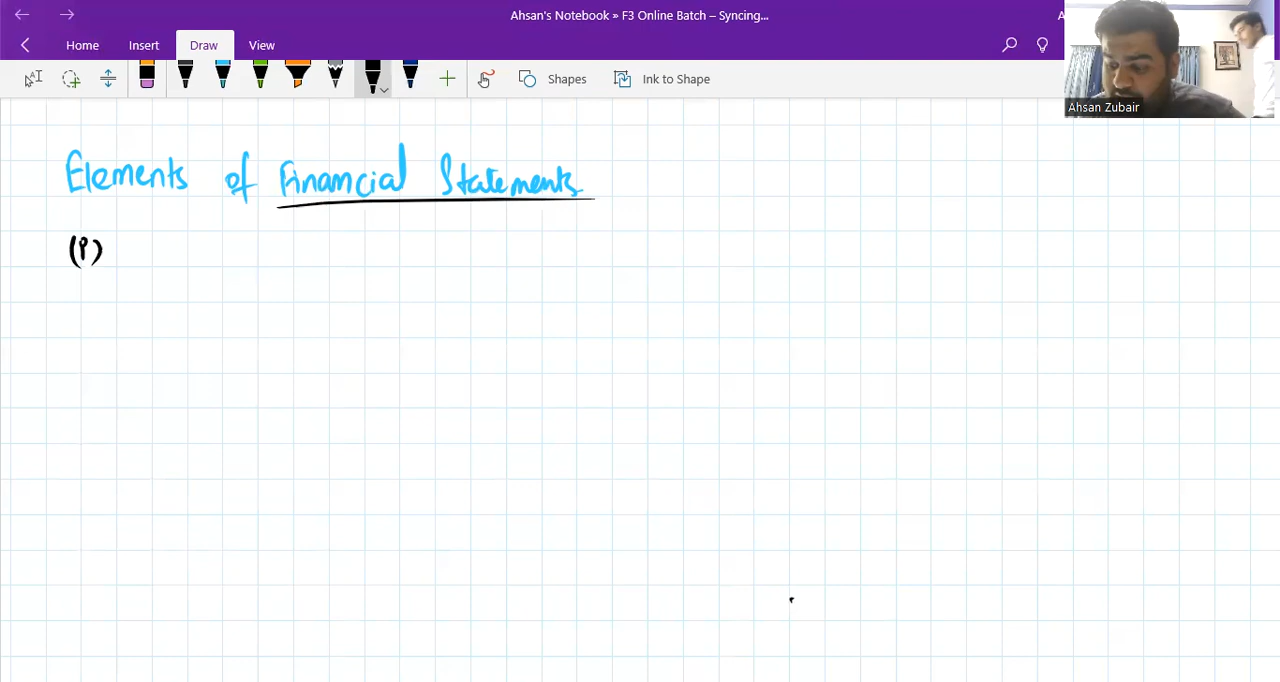 Ahsan's Notebook » F3 Online Batch – Syncing...
Home Insert Draw View
Shapes Ink to Shape
Ahsan Zubair
Elements of Financial Statements
(i)